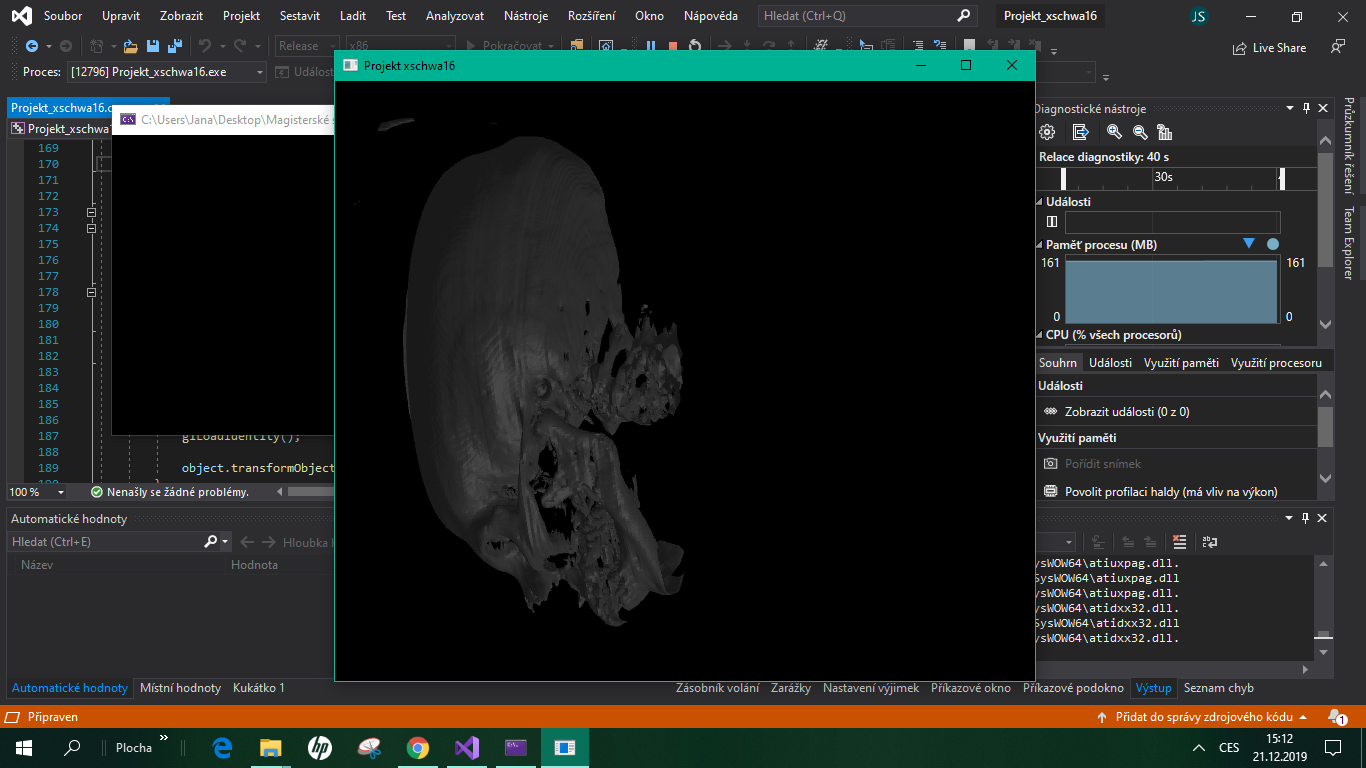 Soubor Upravit Zobrazit Projekt Sestavit Ladit Test Analyzovat Nástroje Rozšíření Okno Nápověda Hledat (Ctrl+Q) Projekt_xschwa16 JS
Release x86 Pokračovat Live Share
Proces: [12796] Projekt_xschwa16.exe Událost
Projekt xschwa16
Projekt_xschwa16.c
C:\Users\Jana\Desktop\Magisterské s
Projekt_xschwa1
169
170
171
172
173
174
175
176
177
178
179
180
181
182
183
184
185
186
187 glLoadIdentity();
188
189 object.transformObject
100 % Nenašly se žádné problémy.
Automatické hodnoty
Hledat (Ctrl+E) Hloubka
Název Hodnota
Automatické hodnoty Místní hodnoty Kukátko 1
Diagnostické nástroje
Relace diagnostiky: 40 s
30s
Události
Paměť procesu (MB)
161 161
0 0
CPU (% všech procesorů)
Souhrn Události Využití paměti Využití procesoru
Události
Zobrazit události (0 z 0)
Využití paměti
Pořídit snímek
Povolit profilaci haldy (má vliv na výkon)
Průzkumník řešení
Team Explorer
ysWOW64\atiuxpag.dll.
SysWOW64\atiuxpag.dll
ysWOW64\atiuxpag.dll.
ysWOW64\atidxx32.dll.
SysWOW64\atidxx32.dll
ysWOW64\atidxx32.dll.
Zásobník volání Zarážky Nastavení výjimek Příkazové okno Příkazové podokno Výstup Seznam chyb
Připraven Přidat do správy zdrojového kódu 1
Plocha CES 15:12
21.12.2019